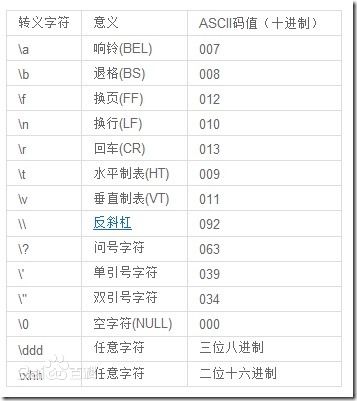 转义字符 意义 ASCII码值（十进制）
\a 响铃(BEL) 007
\b 退格(BS) 008
\f 换页(FF) 012
\n 换行(LF) 010
\r 回车(CR) 013
\t 水平制表(HT) 009
\v 垂直制表(VT) 011
\\ 反斜杠 092
\? 问号字符 063
\' 单引号字符 039
\" 双引号字符 034
\0 空字符(NULL) 000
\ddd 任意字符 三位八进制
\xhh 任意字符 二位十六进制
Bai 百科